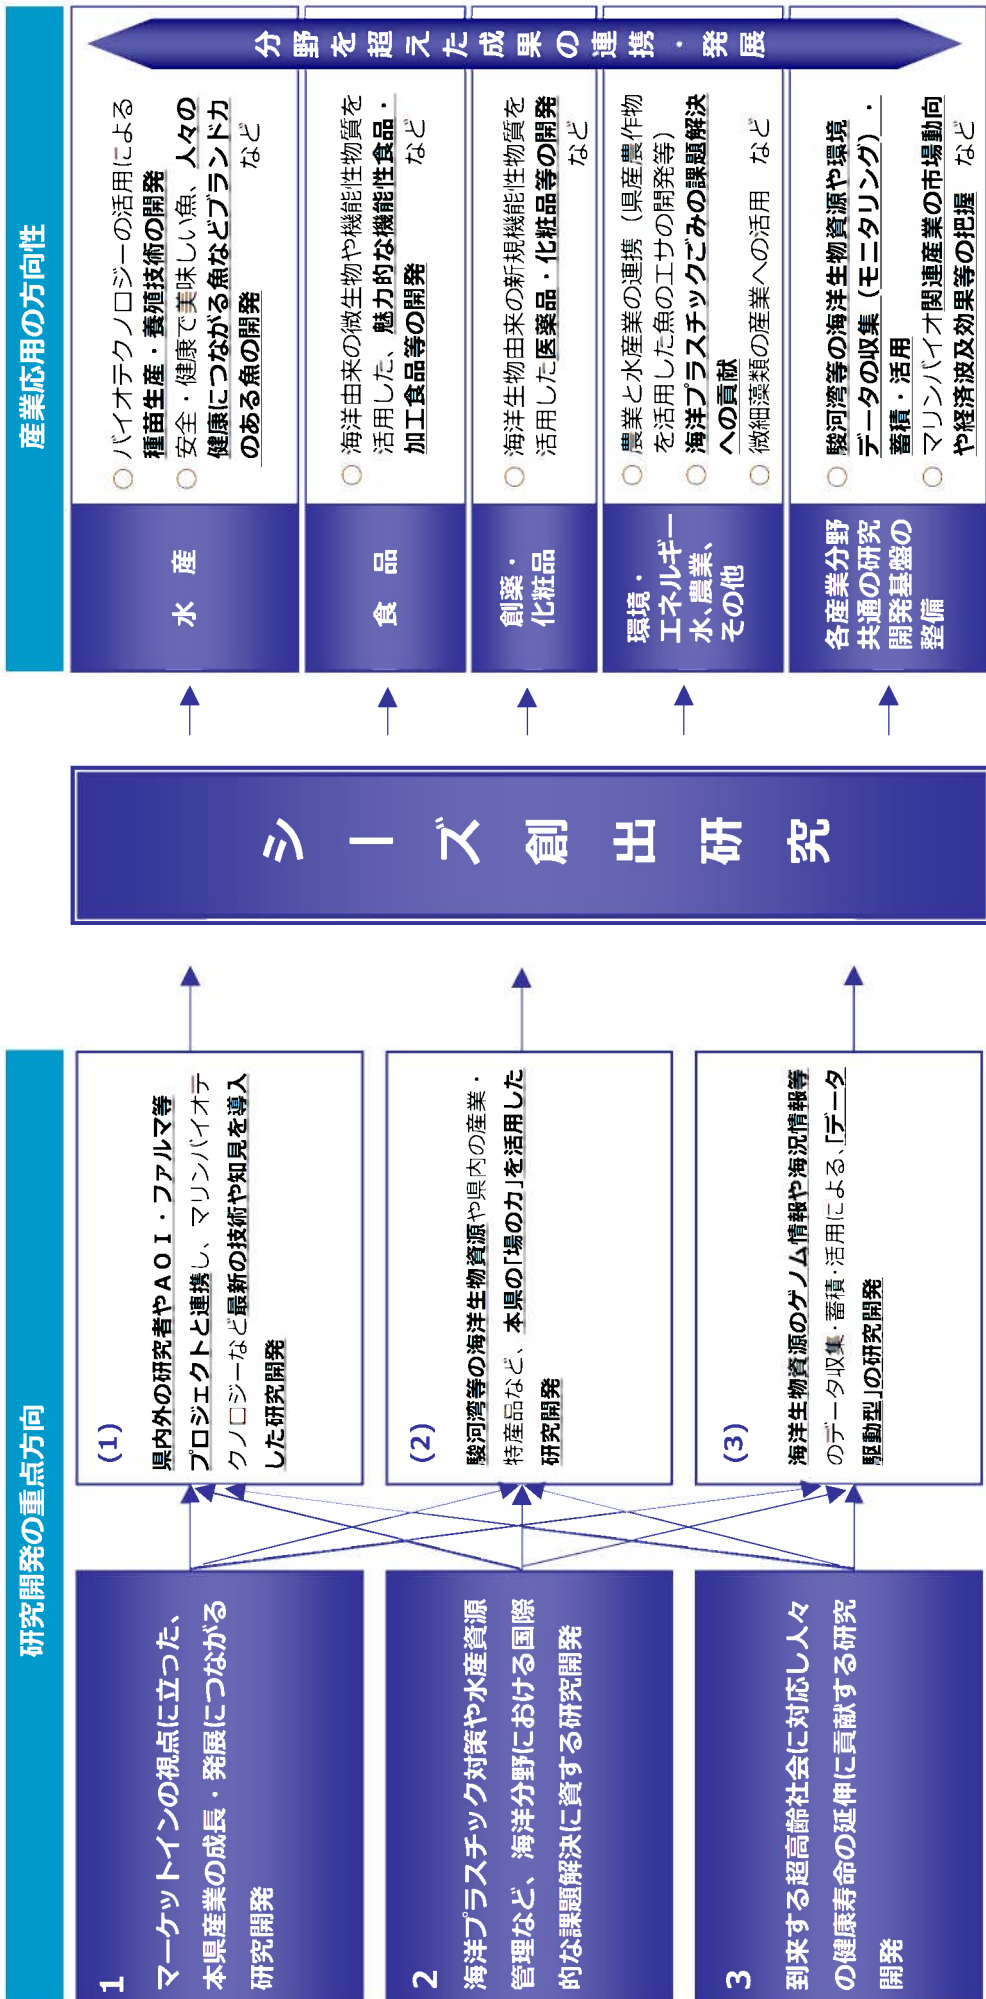 研究開発の重点方向
1
マーケットインの視点に立った、
本県産業の成長・発展につながる
研究開発
2
海洋プラスチック対策や水産資源
管理など、海洋分野における国際
的な課題解決に資する研究開発
3
到来する超高齢社会に対応し人々
の健康寿命の延伸に貢献する研究
開発
(1)
県内外の研究者やＡＯＩ・ファルマ等
プロジェクトと連携し、マリンバイオテ
クノロジーなど最新の技術や知見を導入
した研究開発
(2)
駿河湾等の海洋生物資源や県内の産業・
特産品など、本県の「場の力」を活用した
研究開発
(3)
海洋生物資源のゲノム情報や海況情報等
のデータ収集・蓄積・活用による、「データ
駆動型」の研究開発
シーズ創出研究
産業応用の方向性
水 産
○ バイオテクノロジーの活用による
種苗生産・養殖技術の開発
○ 安全・健康で美味しい魚、人々の
健康につながる魚などブランド力
のある魚の開発 など
食 品
○ 海洋由来の微生物や機能性物質を
活用した、魅力的な機能性食品・
加工食品等の開発 など
創薬・
化粧品
○ 海洋生物由来の新規機能性物質を
活用した医薬品・化粧品等の開発
など
環境・
エネルギー
水、農業、
その他
○ 農業と水産業の連携（県産農作物
を活用した魚のエサの開発等）
○ 海洋プラスチックごみの課題解決
への貢献
○ 微細藻類の産業への活用 など
各産業分野
共通の研究
開発基盤の
整備
○ 駿河湾等の海洋生物資源や環境
データの収集（モニタリング）・
蓄積・活用
○ マリンバイオ関連産業の市場動向
や経済波及効果等の把握 など
分野を超えた成果の連携・発展